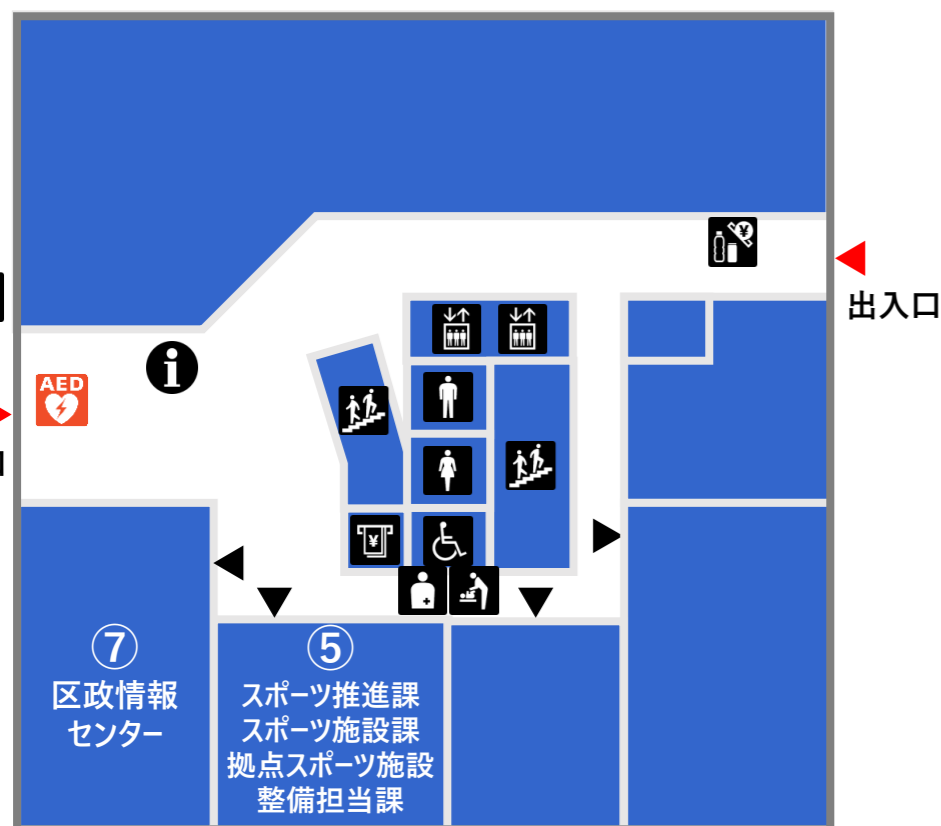 ¥
出入口
AED
¥
⑦
区政情報
センター
⑤
スポーツ推進課
スポーツ施設課
拠点スポーツ施設
整備担当課